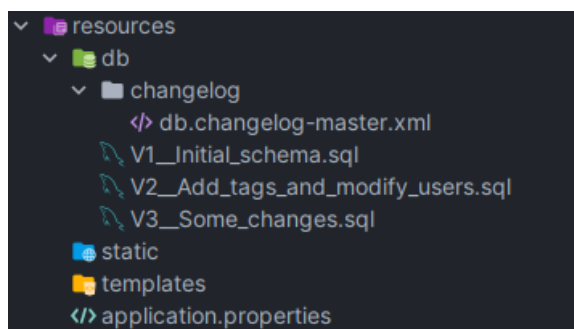 resources
db
changelog
db.changelog-master.xml
V1__Initial_schema.sql
V2__Add_tags_and_modify_users.sql
V3__Some_changes.sql
static
templates
application.properties